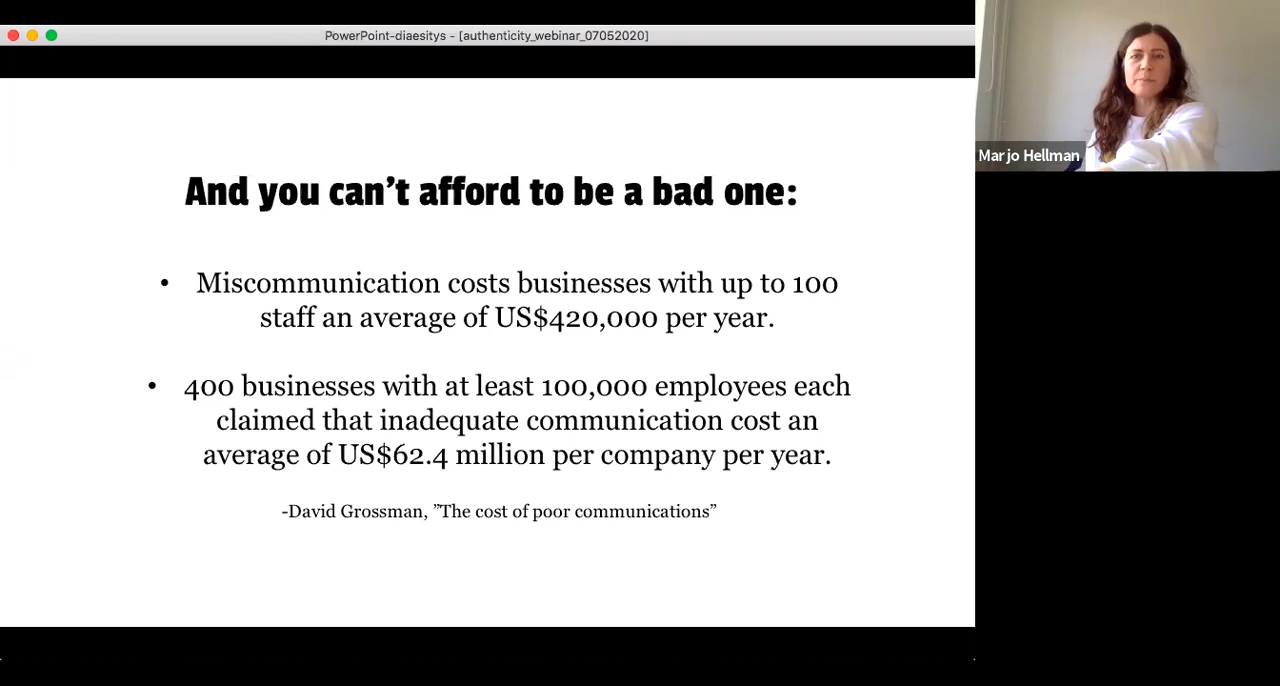 PowerPoint-diaesitys - [authenticity_webinar_07052020]
Marjo Hellman
And you can’t afford to be a bad one:
• Miscommunication costs businesses with up to 100
staff an average of US$420,000 per year.
• 400 businesses with at least 100,000 employees each
claimed that inadequate communication cost an
average of US$62.4 million per company per year.
-David Grossman, ”The cost of poor communications”